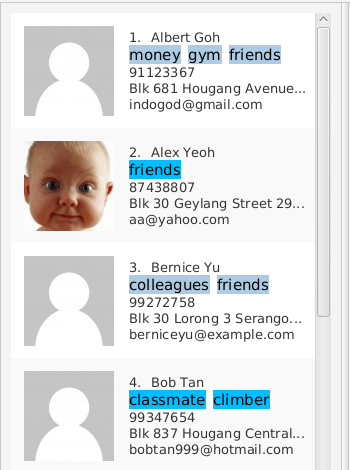 1. Albert Goh
money gym friends
91123367
Blk 681 Hougang Avenue...
indogod@gmail.com
2. Alex Yeoh
friends
87438807
Blk 30 Geylang Street 29...
aa@yahoo.com
3. Bernice Yu
colleagues friends
99272758
Blk 30 Lorong 3 Serango...
berniceyu@example.com
4. Bob Tan
classmate climber
99347654
Blk 837 Hougang Central...
bobtan999@hotmail.com